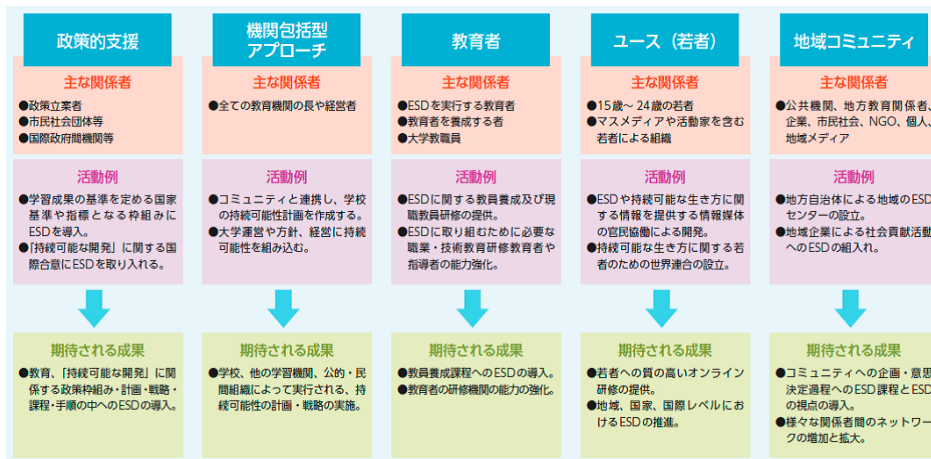 政策的支援
主な関係者
●政策立案者
●市民社会団体等
●国際政府間機関等
活動例
●学習成果の基準を定める国家
基準や指標となる枠組みに
ESDを導入。
●「持続可能な開発」に関する国
際合意にESDを取り入れる。
期待される成果
●教育、「持続可能な開発」に関
係する政策枠組み・計画・戦略・
課程・手順の中へのESDの導入。
機関包括型
アプローチ
主な関係者
●全ての教育機関の長や経営者
活動例
●コミュニティと連携し、学校
の持続可能性計画を作成する。
●大学運営や方針、経営に持続
可能性を組み込む。
期待される成果
●学校、他の学習機関、公的・民
間組織によって実行される、持
続可能性の計画・戦略の実施。
教育者
主な関係者
●ESDを実行する教育者
●教育者を養成する者
●大学教職員
活動例
●ESDに関する教員養成及び現
職教員研修の提供。
●ESDに取り組むために必要な
職業・技術教育研修教育者や
指導者の能力強化。
期待される成果
●教員養成課程へのESDの導入。
●教育者の研修機関の能力の強化。
ユース（若者）
主な関係者
●15歳～24歳の若者
●マスメディアや活動家を含む
若者による組織
活動例
●ESDや持続可能な生き方に関
する情報を提供する情報媒体
の官民協働による開発。
●持続可能な生き方に関する若
者のための世界連合の設立。
期待される成果
●若者への質の高いオンライン
研修の提供。
●地域、国家、国際レベルにお
けるESDの推進。
地域コミュニティ
主な関係者
●公共機関、地方教育関係者、
企業、市民社会、NGO、個人、
地域メディア
活動例
●地方自治体による地域のESD
センターの設立。
●地域企業による社会貢献活動
へのESDの組入れ。
期待される成果
●コミュニティへの企画・意思
決定過程へのESD課程とESD
の視点の導入。
●様々な関係者間のネットワー
クの増加と拡大。